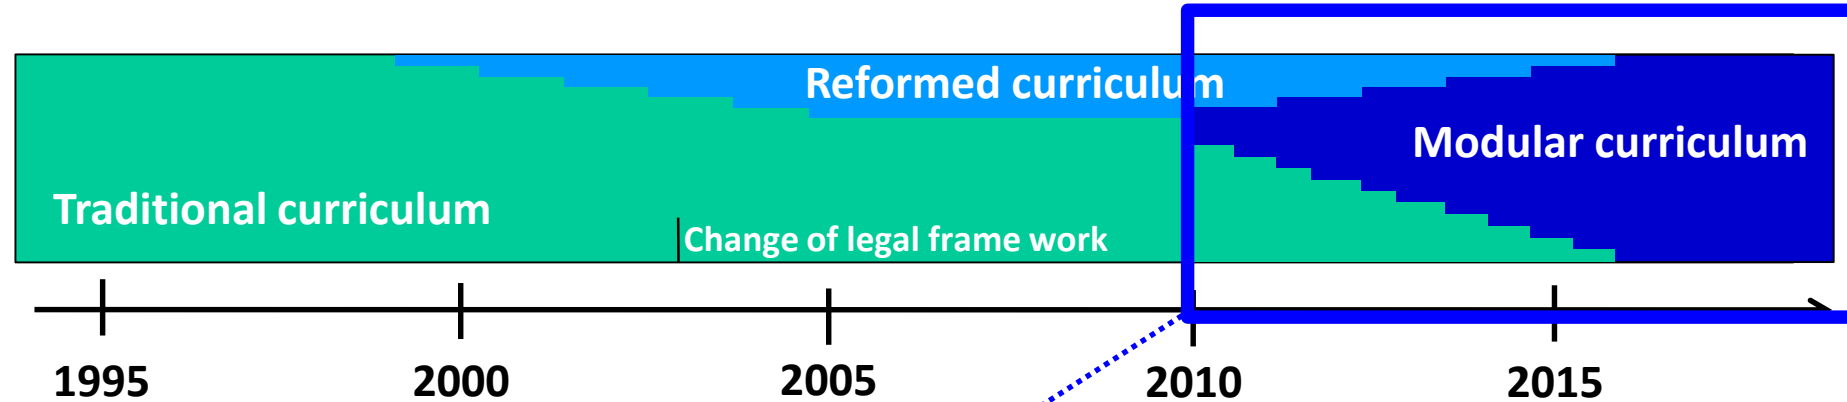 Reformed curriculum
Modular curriculum
Traditional curriculum
Change of legal frame work
1995
2000
2005
2010
2015